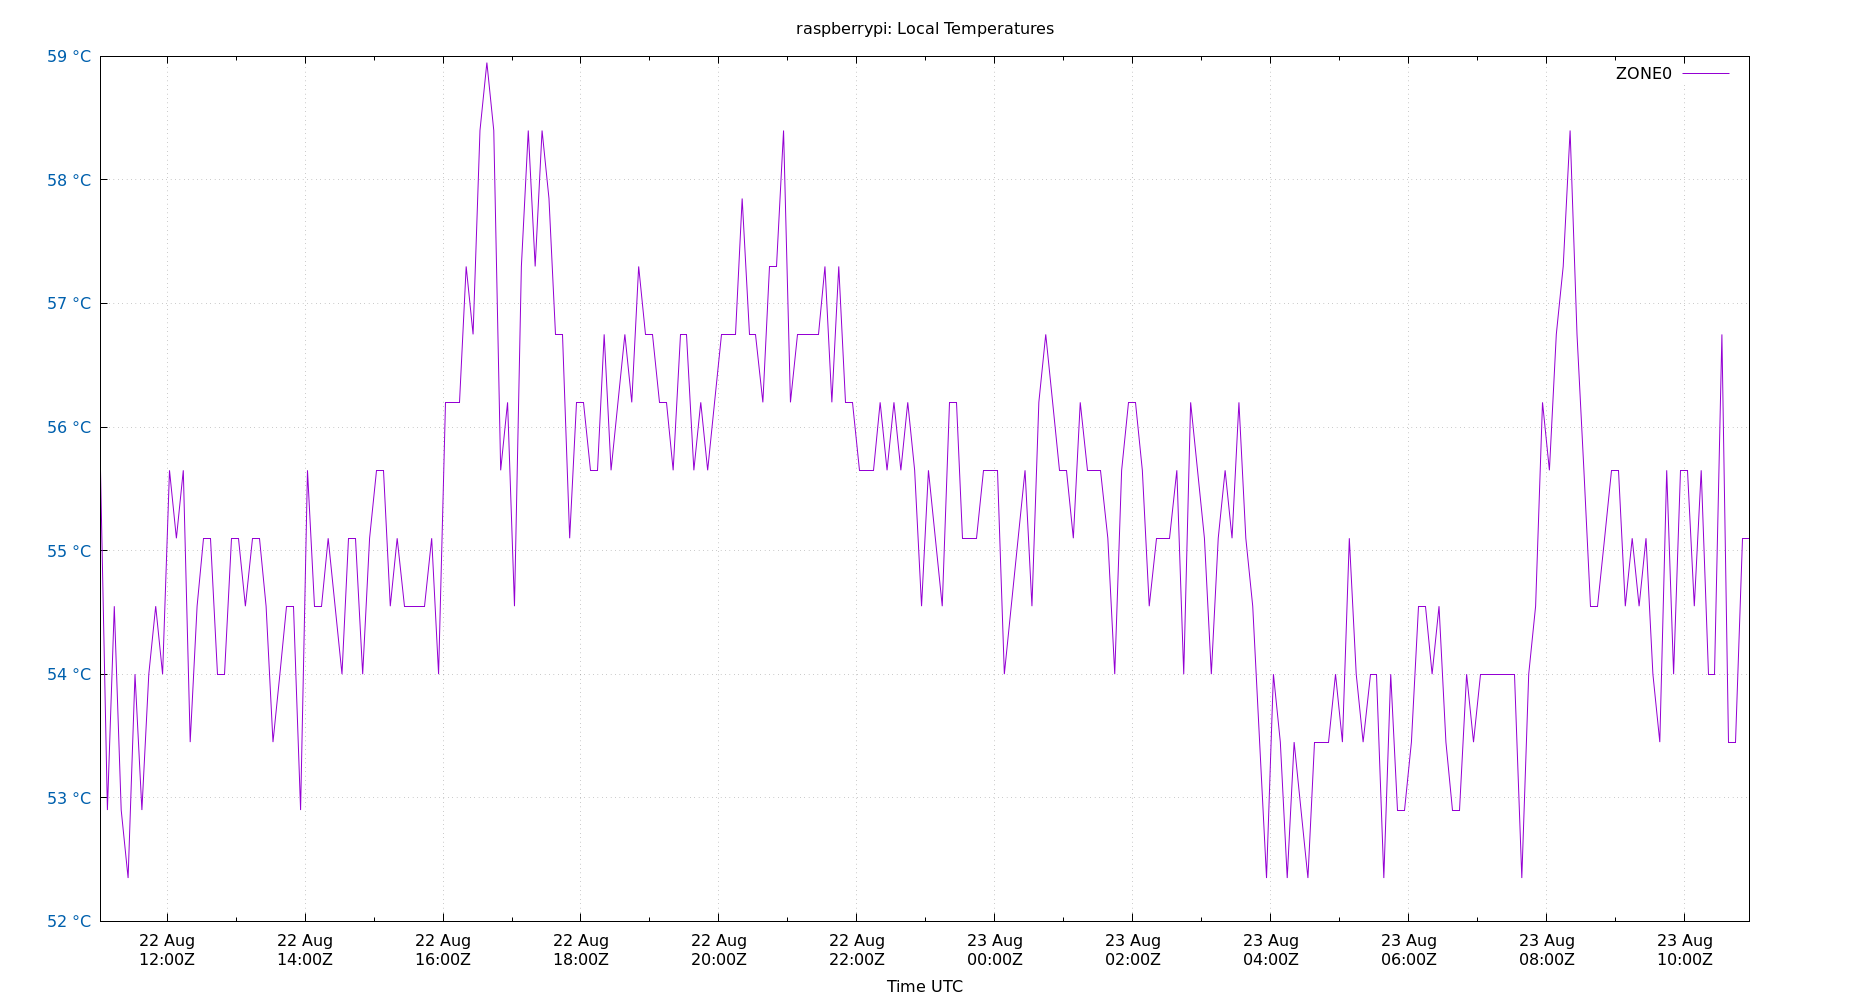 raspberrypi: Local Temperatures
59 °C
ZONE0
58 °C
57 °C
56 °C
55 °C
54 °C
53 °C
52 °C
22 Aug 22 Aug 22 Aug 22 Aug 22 Aug 22 Aug 23 Aug 23 Aug 23 Aug 23 Aug 23 Aug 23 Aug
12:00Z 14:00Z 16:00Z 18:00Z 20:00Z 22:00Z 00:00Z 02:00Z 04:00Z 06:00Z 08:00Z 10:00Z
Time UTC